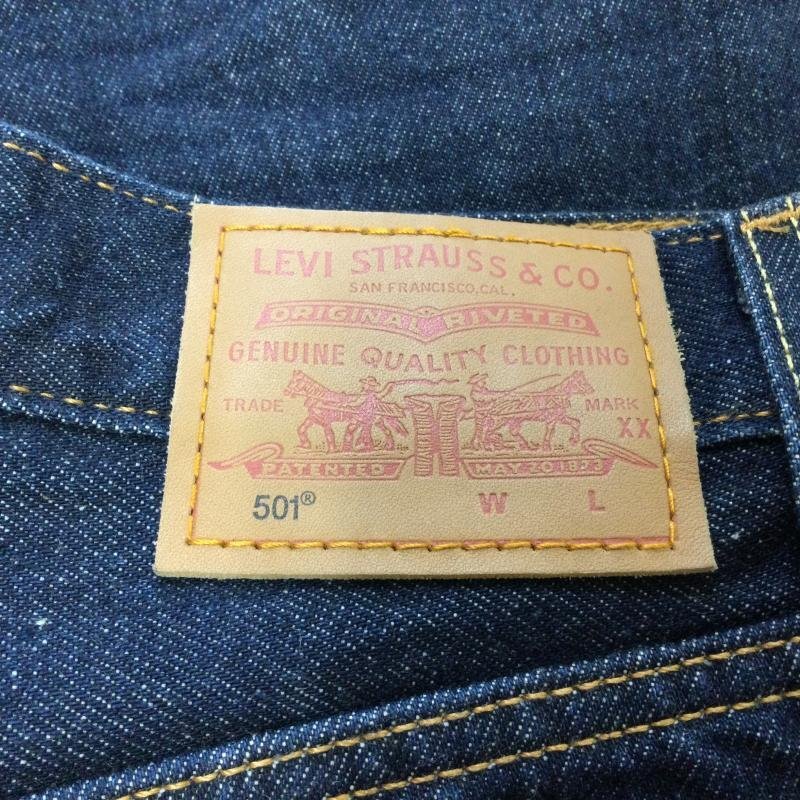 LEVI STRAUSS & CO.
SAN FRANCISCO, CAL.
ORIGINAL RIVETED
GENUINE QUALITY CLOTHING
TRADE MARK
XX
PATENTED MAY 20 1873
501® W L